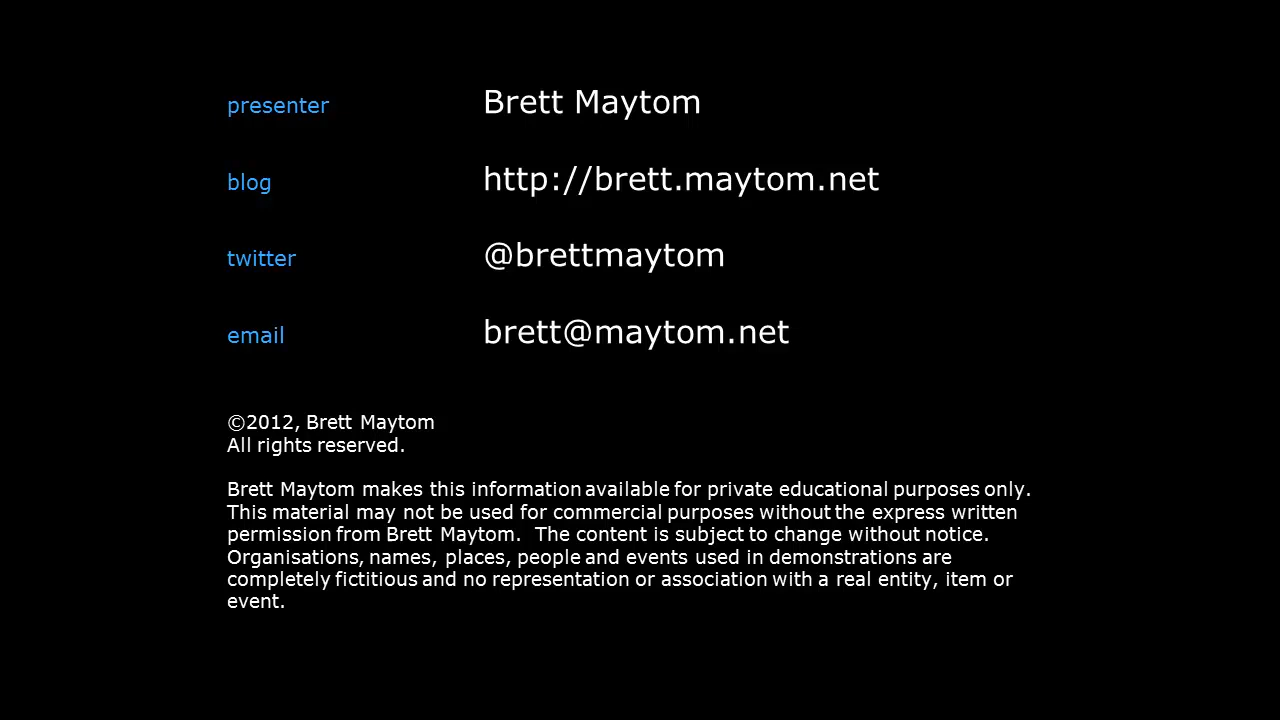 presenter Brett Maytom
blog http://brett.maytom.net
twitter @brettmaytom
email brett@maytom.net
©2012, Brett Maytom
All rights reserved.
Brett Maytom makes this information available for private educational purposes only.
This material may not be used for commercial purposes without the express written
permission from Brett Maytom.  The content is subject to change without notice.
Organisations, names, places, people and events used in demonstrations are
completely fictitious and no representation or association with a real entity, item or
event.